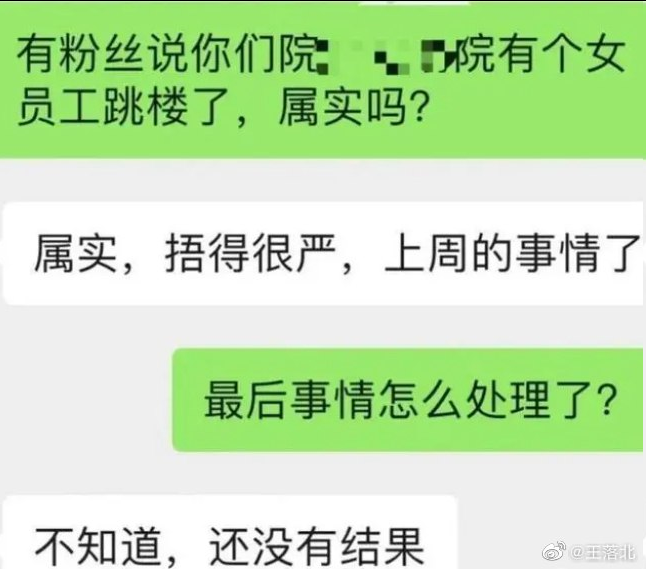 有粉丝说你们院院有个女
员工跳楼了，属实吗？
属实，捂得很严，上周的事情了
最后事情怎么处理了？
不知道，还没有结果
@王落北